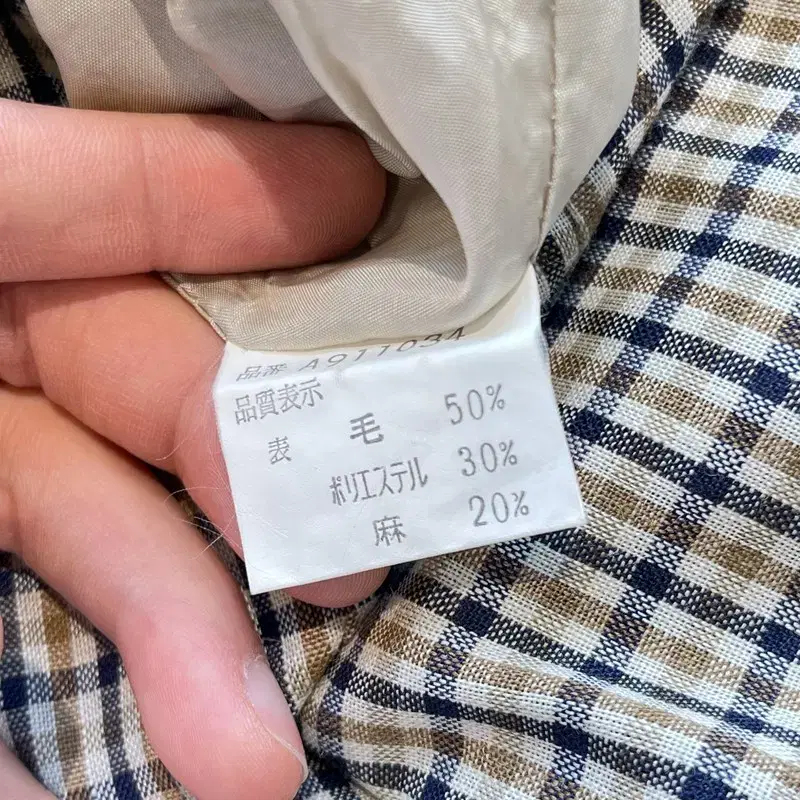 品番 A911034
品質表示
表 毛 50%
ポリエステル 30%
麻 20%